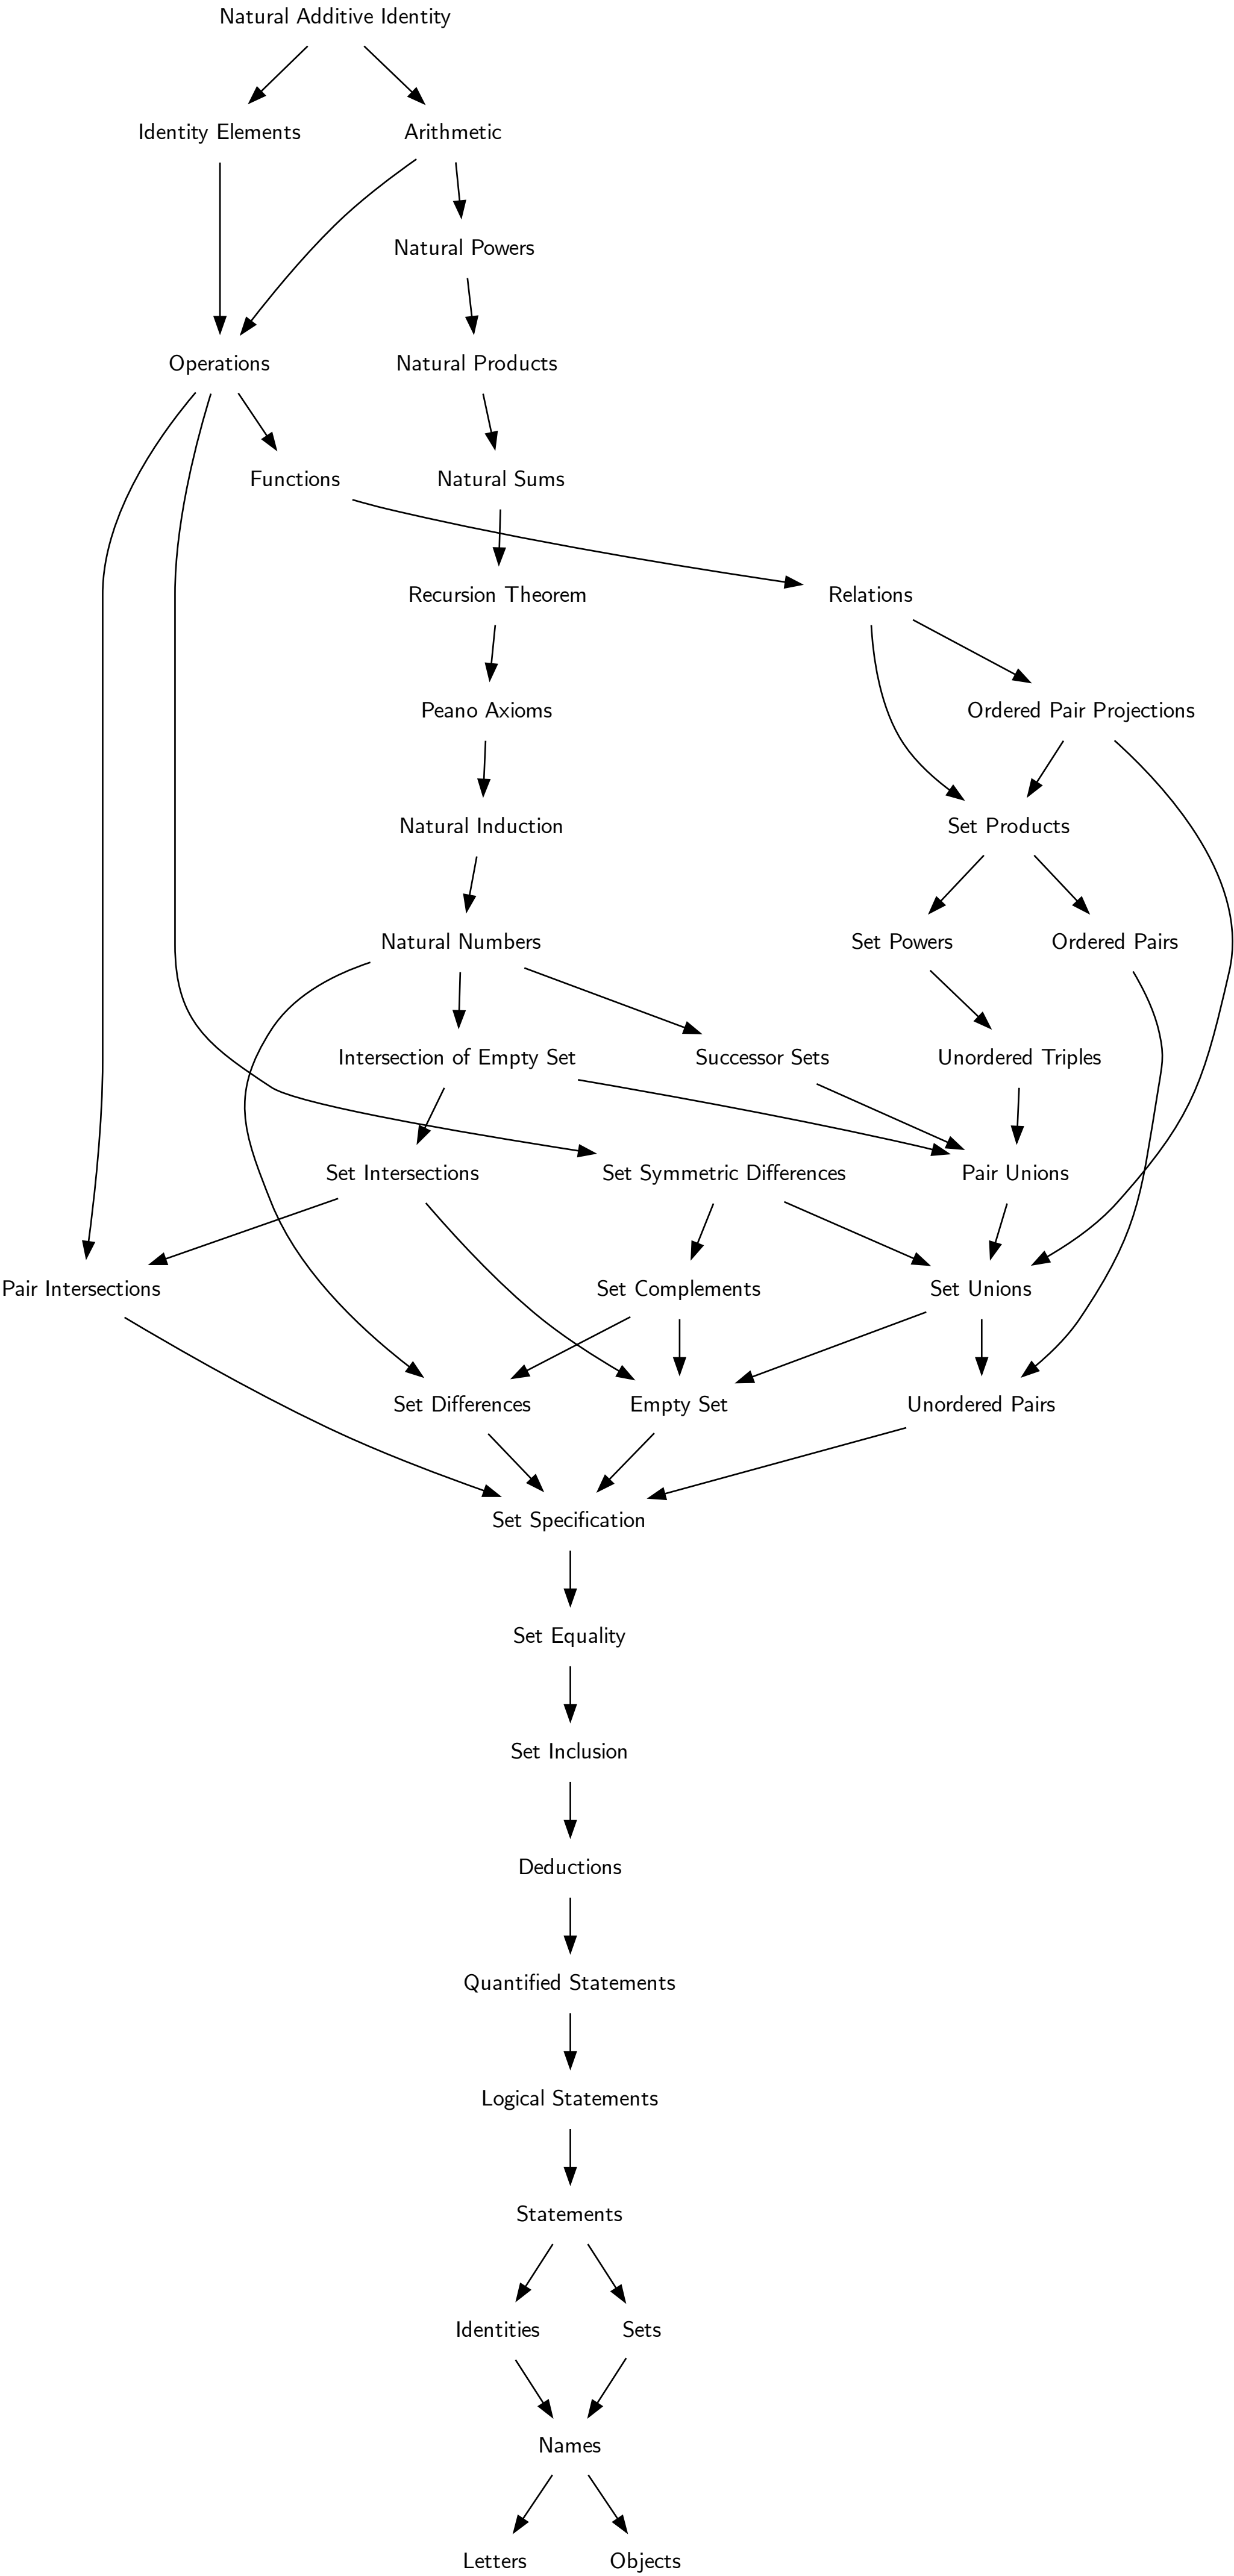 Natural Additive Identity
Identity Elements
Arithmetic
Natural Powers
Operations
Natural Products
Functions
Natural Sums
Recursion Theorem
Relations
Peano Axioms
Ordered Pair Projections
Natural Induction
Set Products
Natural Numbers
Set Powers
Ordered Pairs
Intersection of Empty Set
Successor Sets
Unordered Triples
Set Intersections
Set Symmetric Differences
Pair Unions
Pair Intersections
Set Complements
Set Unions
Set Differences
Empty Set
Unordered Pairs
Set Specification
Set Equality
Set Inclusion
Deductions
Quantified Statements
Logical Statements
Statements
Identities
Sets
Names
Letters
Objects